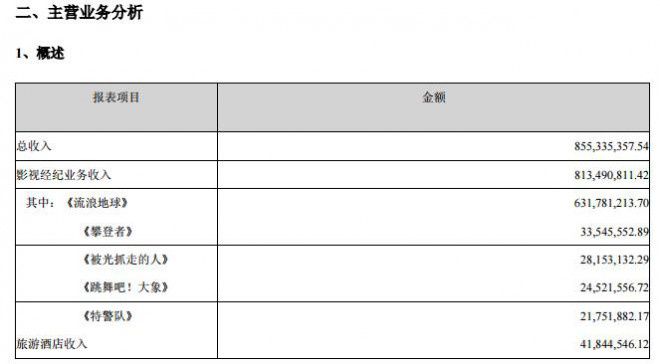 二、主营业务分析
1、概述
报表项目 金额
总收入 855,335,357.54
影视经纪业务收入 813,490,811.42
其中：《流浪地球》 631,781,213.70
《攀登者》 33,545,552.89
《被光抓走的人》 28,153,132.29
《跳舞吧！大象》 24,521,556.72
《特警队》 21,751,882.17
旅游酒店收入 41,844,546.12